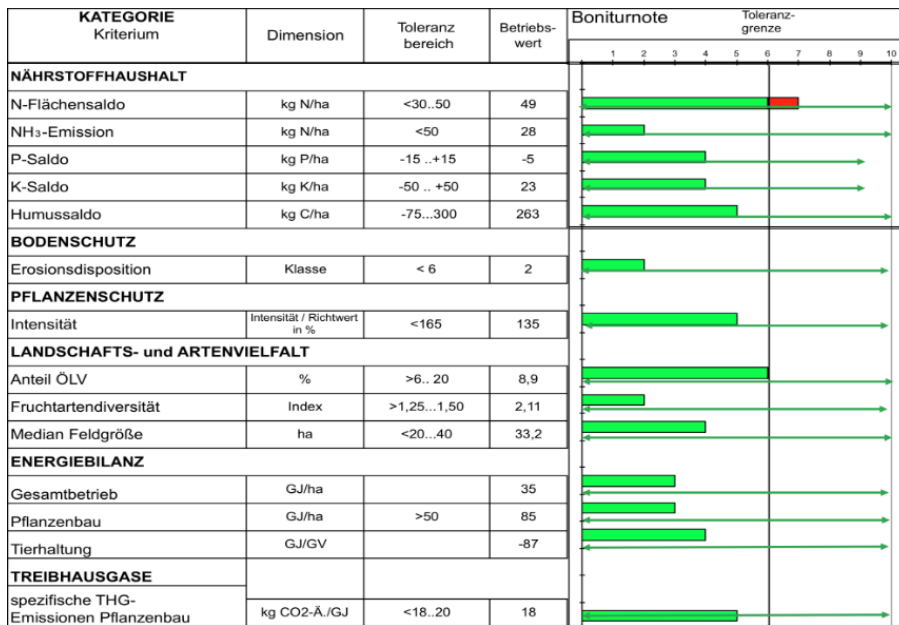 KATEGORIE
Kriterium
Dimension
Toleranz
bereich
Betriebs-
wert
Boniturnote
Toleranz-
grenze
1 2 3 4 5 6 7 8 9 10
NÄHRSTOFFHAUSHALT
N-Flächensaldo kg N/ha <30..50 49
NH₃-Emission kg N/ha <50 28
P-Saldo kg P/ha -15 ..+15 -5
K-Saldo kg K/ha -50 .. +50 23
Humussaldo kg C/ha -75...300 263
BODENSCHUTZ
Erosionsdisposition Klasse < 6 2
PFLANZENSCHUTZ
Intensität Intensität / Richtwert
in % <165 135
LANDSCHAFTS- und ARTENVIELFALT
Anteil ÖLV % >6.. 20 8,9
Fruchtartendiversität Index >1,25...1,50 2,11
Median Feldgröße ha <20...40 33,2
ENERGIEBILANZ
Gesamtbetrieb GJ/ha 35
Pflanzenbau GJ/ha >50 85
Tierhaltung GJ/GV -87
TREIBHAUSGASE
spezifische THG-
Emissionen Pflanzenbau kg CO2-Ä./GJ <18..20 18